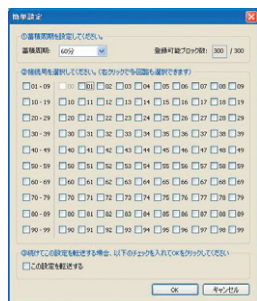 簡単設定
①蓄積周期を設定してください。
蓄積周期: 60分 登録可能ブロック数: 300 / 300
②接続局を選択してください。(右クリックで全回路も選択できます)
01 - 09 00 01 02 03 04 05 06 07 08 09
10 - 19 10 11 12 13 14 15 16 17 18 19
20 - 29 20 21 22 23 24 25 26 27 28 29
30 - 39 30 31 32 33 34 35 36 37 38 39
40 - 49 40 41 42 43 44 45 46 47 48 49
50 - 59 50 51 52 53 54 55 56 57 58 59
60 - 69 60 61 62 63 64 65 66 67 68 69
70 - 79 70 71 72 73 74 75 76 77 78 79
80 - 89 80 81 82 83 84 85 86 87 88 89
90 - 99 90 91 92 93 94 95 96 97 98 99
③続けてこの設定を転送する場合、以下のチェックを入れてOKをクリックしてください
この設定を転送する
OK キャンセル